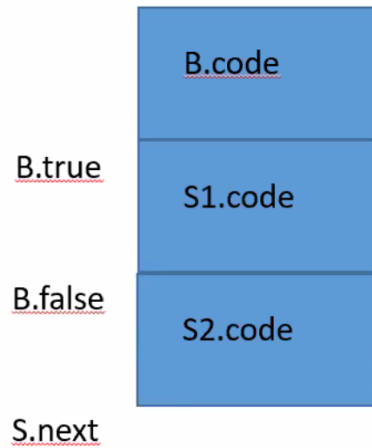 B.code
B.true
S1.code
B.false
S2.code
S.next